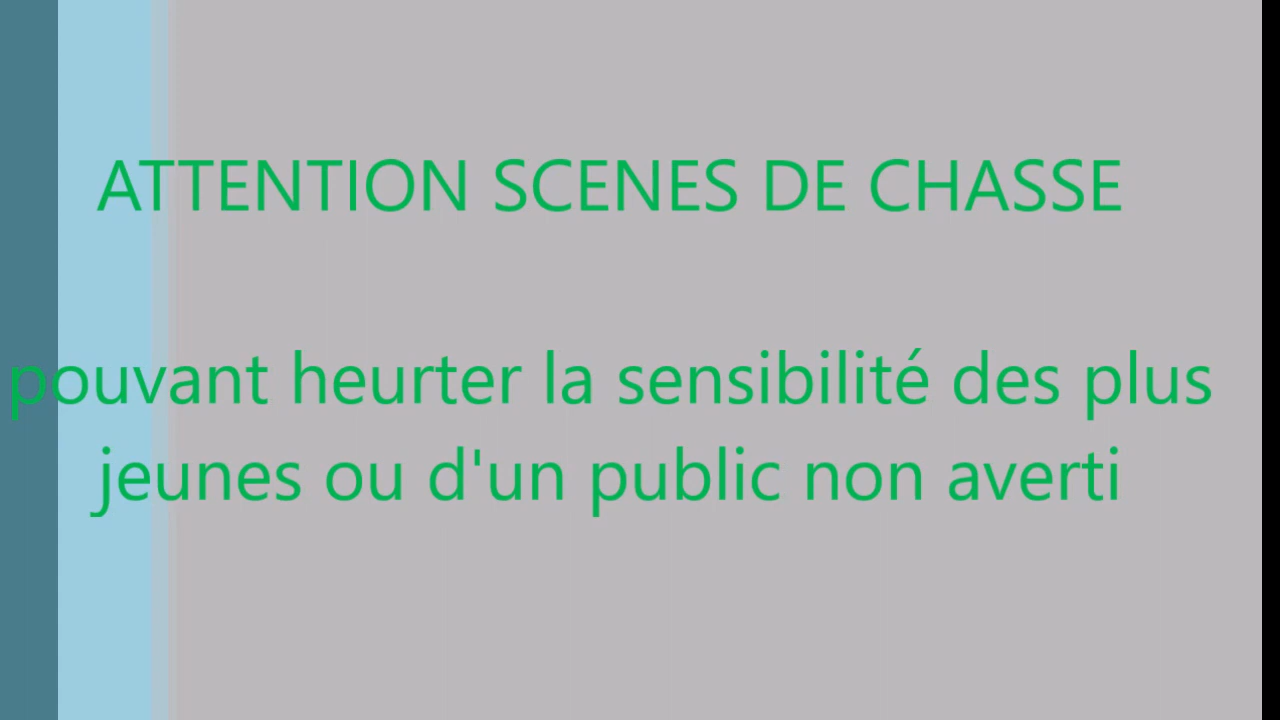 ATTENTION SCENES DE CHASSE
pouvant heurter la sensibilité des plus
jeunes ou d'un public non averti